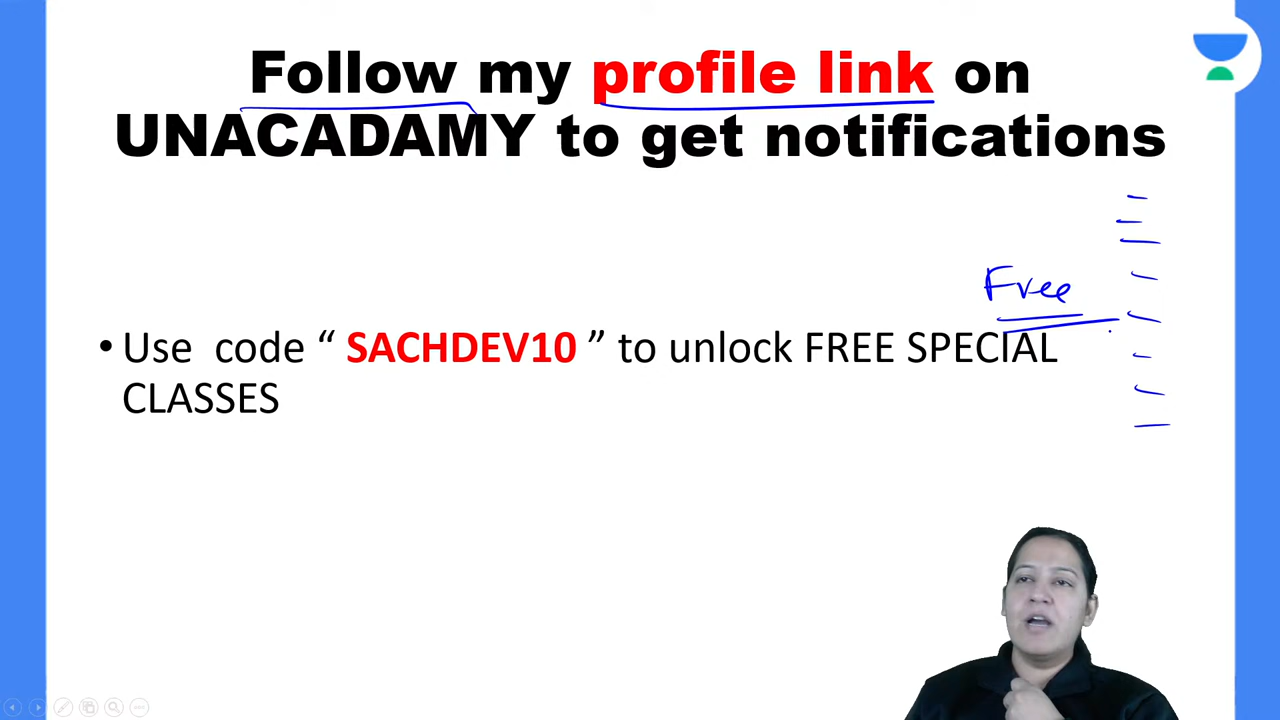 Follow my profile link on
UNACADAMY to get notifications
Free
• Use code “ SACHDEV10 ” to unlock FREE SPECIAL
CLASSES